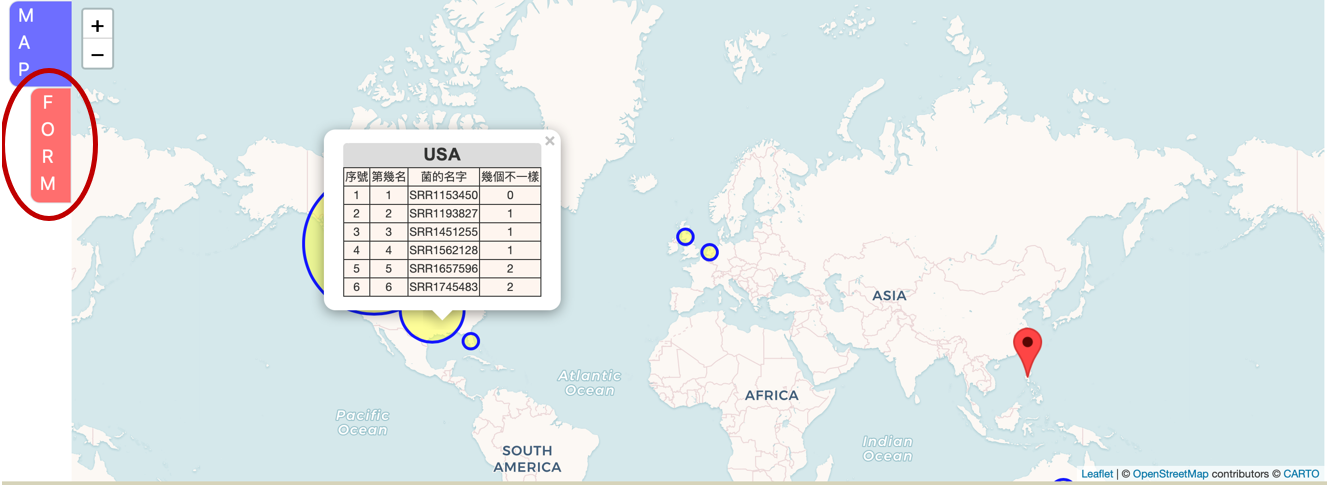 M
A
P
F
O
R
M
+
−
×
USA
序號 第幾名 菌的名字 幾個不一樣
1 1 SRR1153450 0
2 2 SRR1193827 1
3 3 SRR1451255 1
4 4 SRR1562128 1
5 5 SRR1657596 2
6 6 SRR1745483 2
ASIA
Atlantic
Ocean
AFRICA
Pacific
Ocean
Indian
Ocean
SOUTH
AMERICA
Leaflet | © OpenStreetMap contributors © CARTO